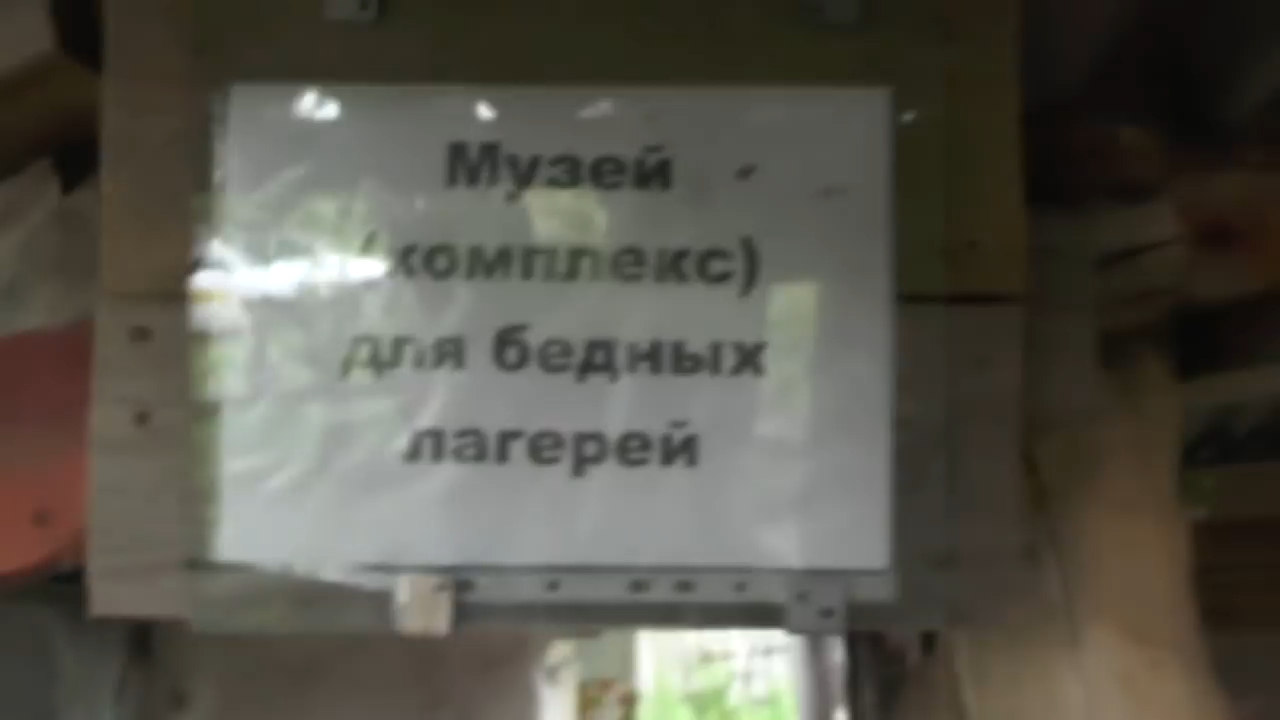 Музей
(комплекс)
для бедных
лагерей